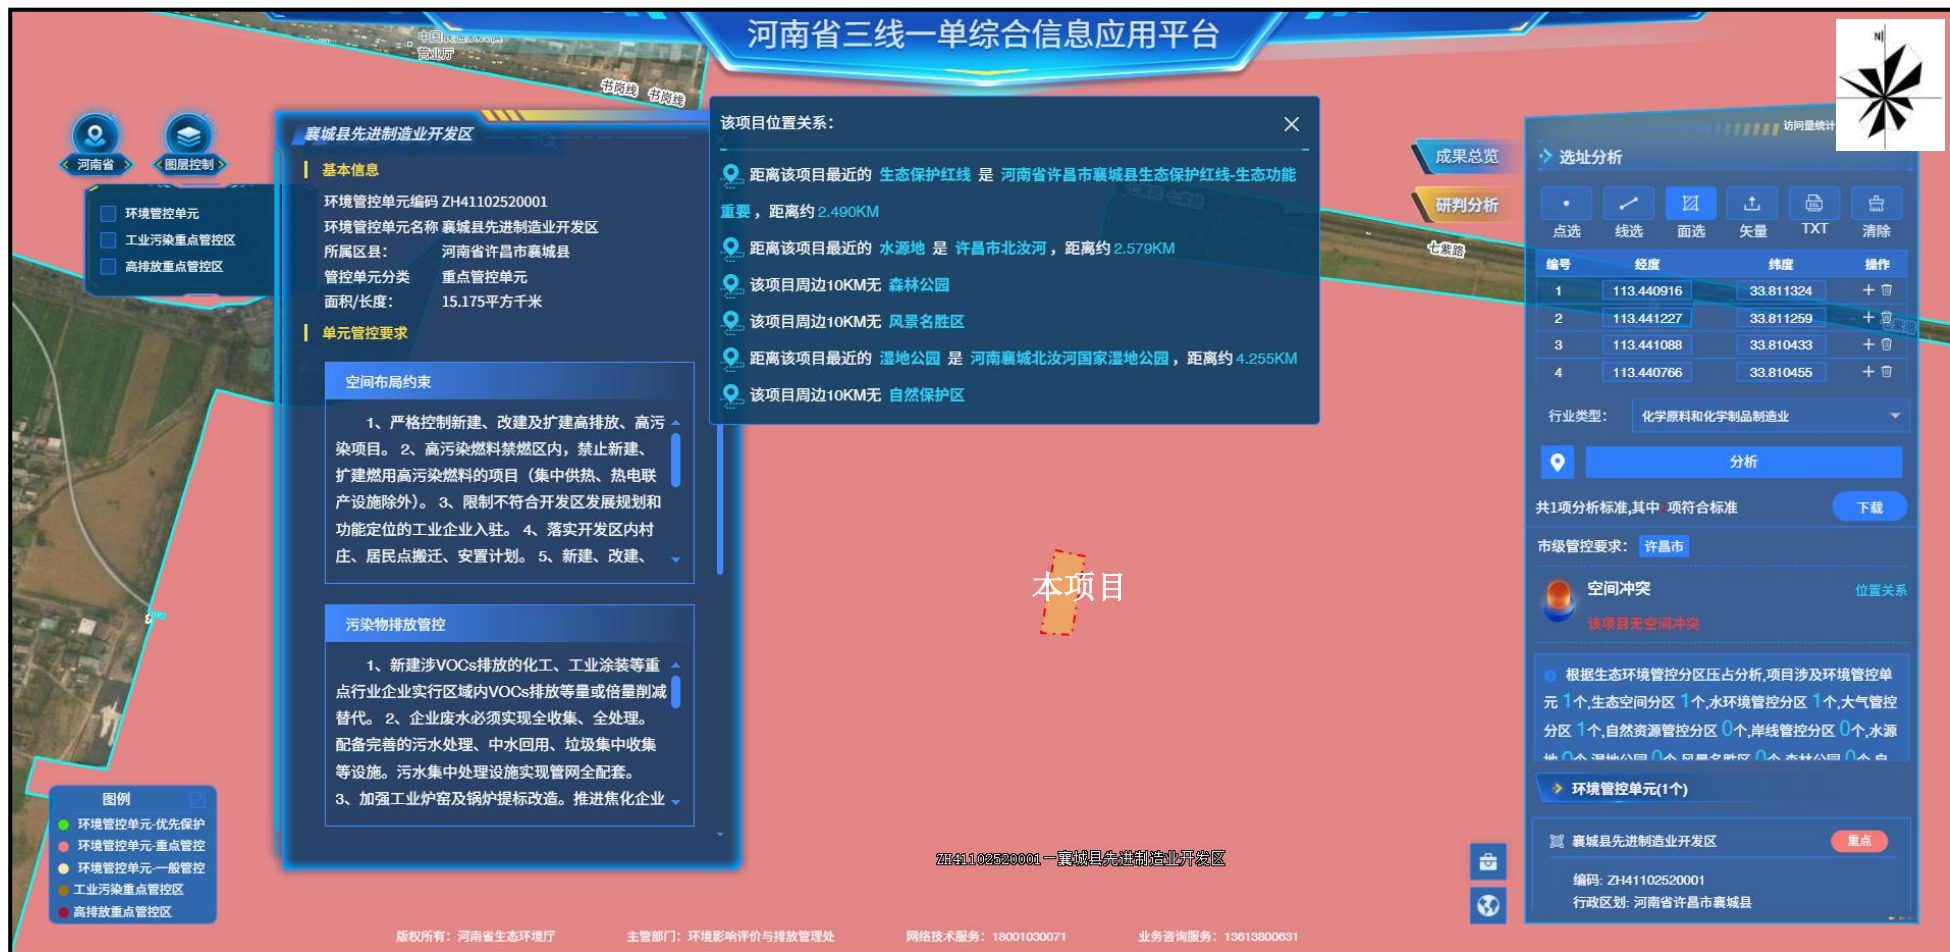 河南省三线一单综合信息应用平台
N
营业厅
书岗线 书岗线
河南省
图层控制
环境管控单元
工业污染重点管控区
高排放重点管控区
襄城县先进制造业开发区
基本信息
环境管控单元编码 ZH41102520001
环境管控单元名称 襄城县先进制造业开发区
所属区县: 河南省许昌市襄城县
管控单元分类 重点管控单元
面积/长度: 15.175平方千米
单元管控要求
空间布局约束
1、严格控制新建、改建及扩建高排放、高污
染项目。 2、高污染燃料禁燃区内，禁止新建、
扩建燃用高污染燃料的项目（集中供热、热电联
产设施除外）。 3、限制不符合开发区发展规划和
功能定位的工业企业入驻。 4、落实开发区内村
庄、居民点搬迁、安置计划。 5、新建、改建、
污染物排放管控
1、新建涉VOCs排放的化工、工业涂装等重
点行业企业实行区域内VOCs排放等量或倍量削减
替代。 2、企业废水必须实现全收集、全处理。
配备完善的污水处理、中水回用、垃圾集中收集
等设施。污水集中处理设施实现管网全配套。
3、加强工业炉窑及锅炉提标改造。推进焦化企业
该项目位置关系:
距离该项目最近的 生态保护红线 是 河南省许昌市襄城县生态保护红线-生态功能
重要，距离约2.490KM
距离该项目最近的 水源地 是 许昌市北汝河，距离约2.579KM
该项目周边10KM无 森林公园
该项目周边10KM无 风景名胜区
距离该项目最近的 湿地公园 是 河南襄城北汝河国家湿地公园，距离约4.255KM
该项目周边10KM无 自然保护区
七紫路
本项目
ZH41102520001－襄城县先进制造业开发区
成果总览
研判分析
访问量统计
选址分析
点选 线选 面选 矢量 TXT 清除
编号 经度 纬度 操作
1 113.440916 33.811324 +
2 113.441227 33.811259 +
3 113.441088 33.810433 +
4 113.440766 33.810455 +
行业类型: 化学原料和化学制品制造业
分析
共1项分析标准,其中 项符合标准
下载
市级管控要求: 许昌市
空间冲突
位置关系
该项目无空间冲突
根据生态环境管控分区压占分析,项目涉及环境管控单
元 1个,生态空间分区 1个,水环境管控分区 1个,大气管控
分区 1个,自然资源管控分区 0个,岸线管控分区 0个,水源
地 0个,湿地公园 0个,风景名胜区 0个,森林公园 0个,自
环境管控单元(1个)
襄城县先进制造业开发区
重点
编码: ZH41102520001
行政区划: 河南省许昌市襄城县
图例
环境管控单元-优先保护
环境管控单元-重点管控
环境管控单元-一般管控
工业污染重点管控区
高排放重点管控区
版权所有: 河南省生态环境厅 主管部门: 环境影响评价与排放管理处 网络技术服务: 18001030071 业务咨询服务: 13613800631